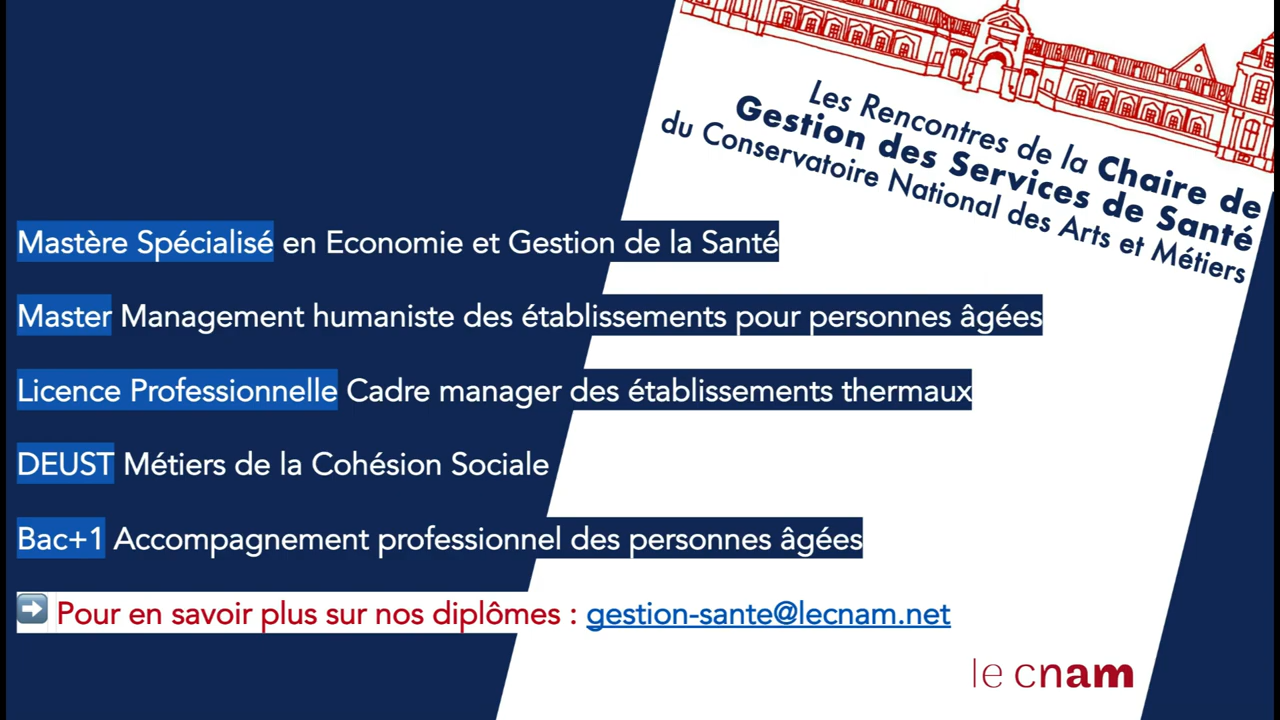 Les Rencontres de la Chaire de
Gestion des Services de Santé
du Conservatoire National des Arts et Métiers
Mastère Spécialisé en Economie et Gestion de la Santé
Master Management humaniste des établissements pour personnes âgées
Licence Professionnelle Cadre manager des établissements thermaux
DEUST Métiers de la Cohésion Sociale
Bac+1 Accompagnement professionnel des personnes âgées
➡ Pour en savoir plus sur nos diplômes : gestion-sante@lecnam.net
le cnam